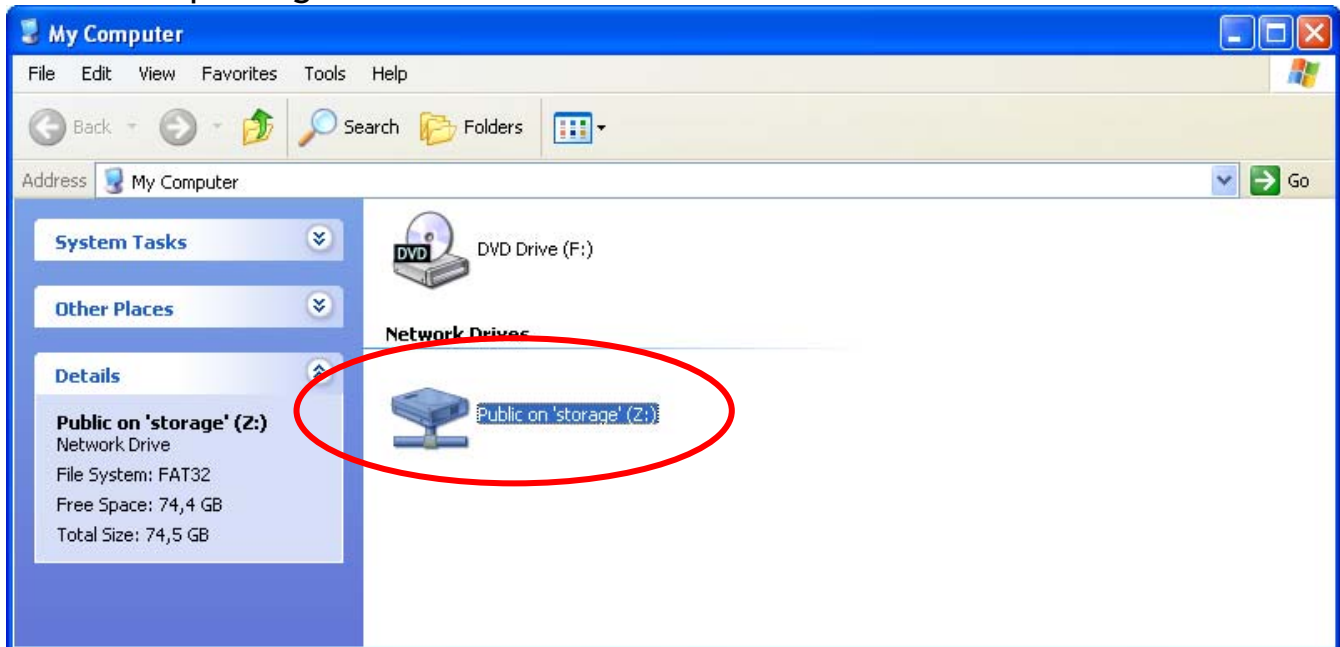 My Computer
File Edit View Favorites Tools Help
Back Search Folders
Address My Computer Go
System Tasks
Other Places
Details
Public on 'storage' (Z:)
Network Drive
File System: FAT32
Free Space: 74,4 GB
Total Size: 74,5 GB
DVD
DVD Drive (F:)
Network Drives
Public on 'storage' (Z:)